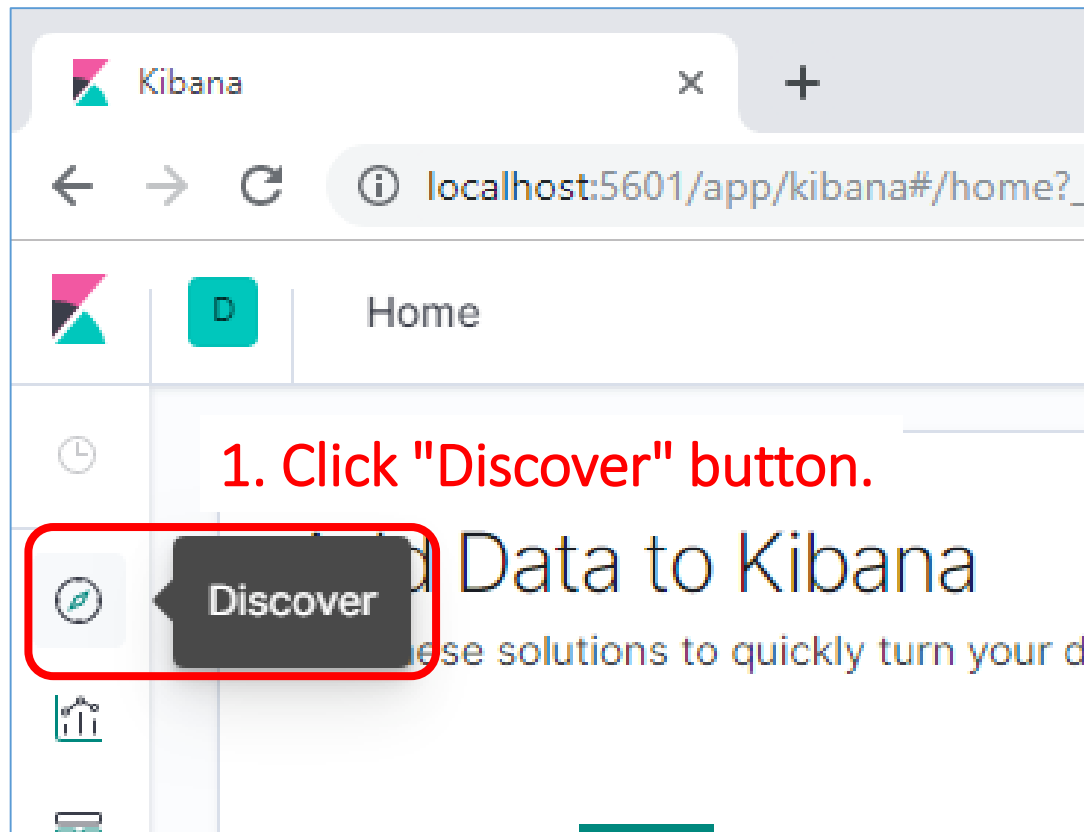 Kibana
localhost:5601/app/kibana#/home?_
D
Home
1. Click "Discover" button.
d Data to Kibana
Discover
ese solutions to quickly turn your d